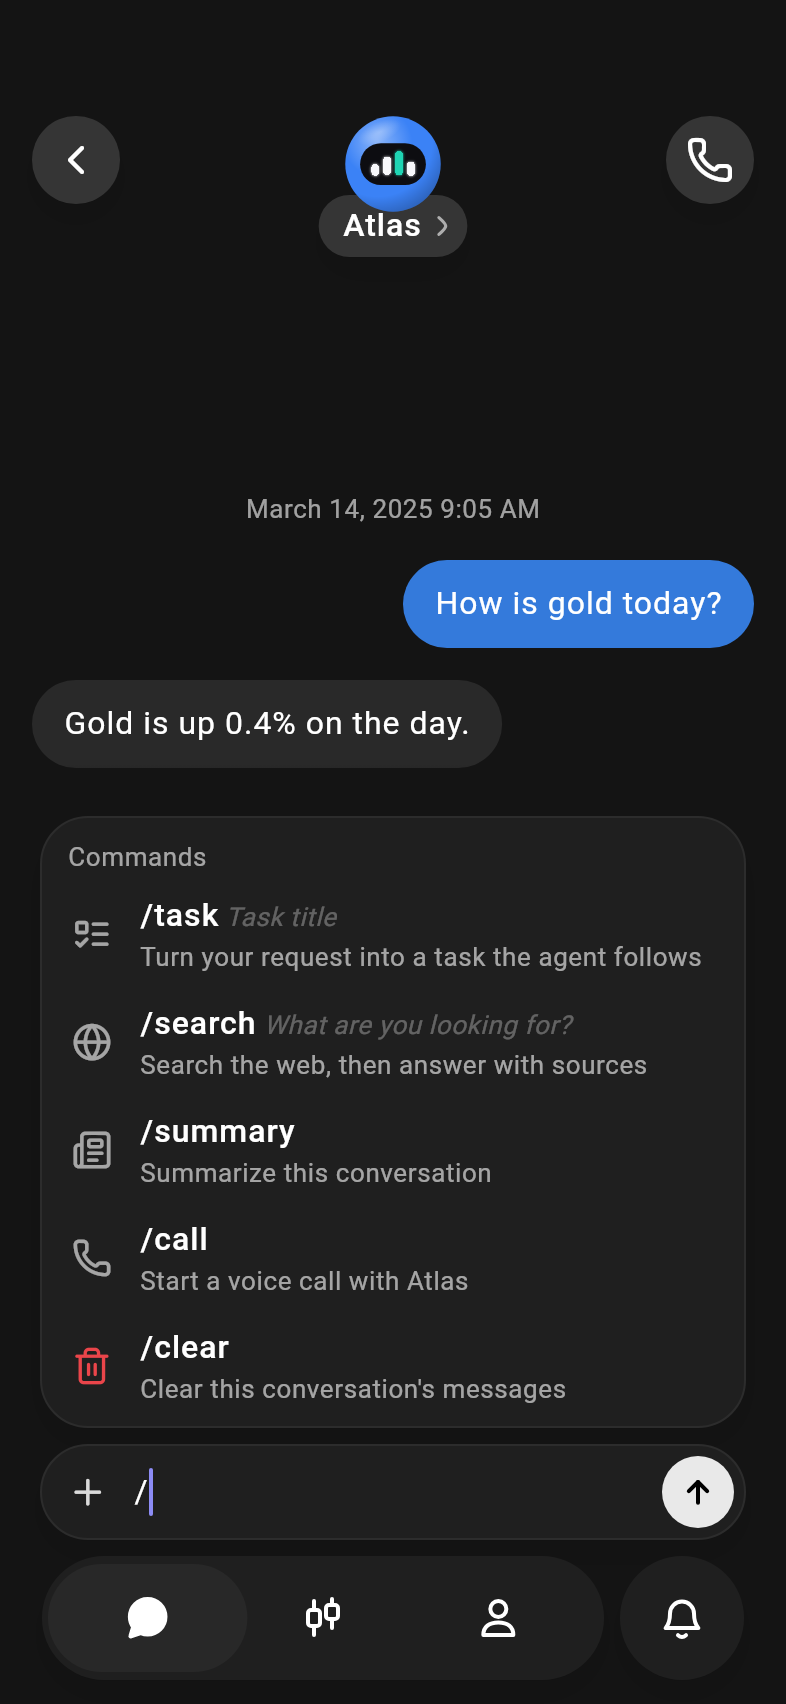 Atlas
March 14, 2025 9:05 AM
How is gold today?
Gold is up 0.4% on the day.
Commands
/task Task title
Turn your request into a task the agent follows
/search What are you looking for?
Search the web, then answer with sources
/summary
Summarize this conversation
/call
Start a voice call with Atlas
/clear
Clear this conversation's messages
/